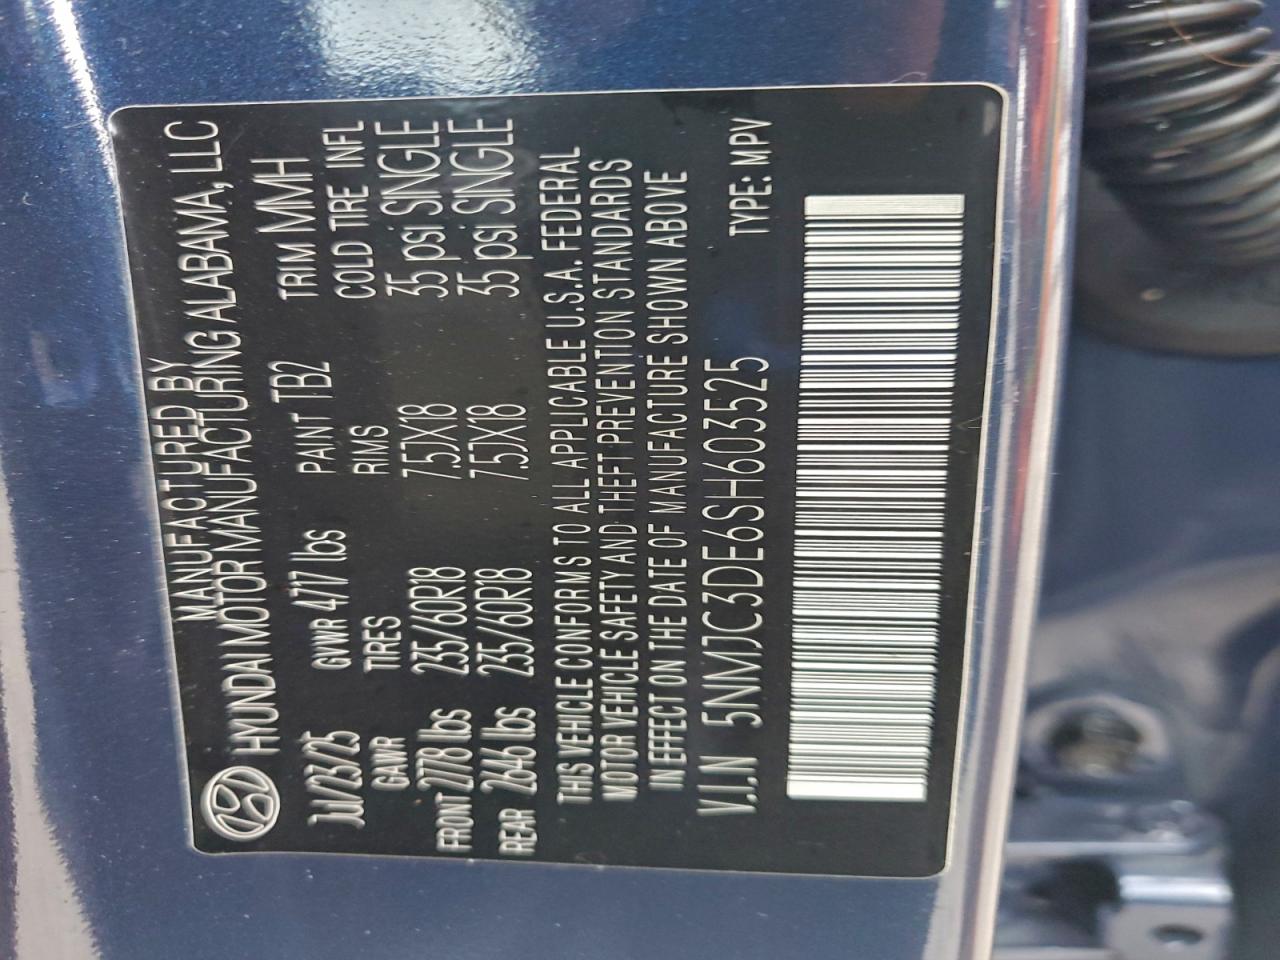 MANUFACTURED BY
HYUNDAI MOTOR MANUFACTURING ALABAMA, LLC
JUL/23/25 GVWR 4717 lbs PAINT TB2 TRIM MMH
GAWR TIRES RIMS COLD TIRE INFL
FRONT 2778 lbs 235/60R18 7.5JX18 35 psi SINGLE
REAR 2646 lbs 235/60R18 7.5JX18 35 psi SINGLE
THIS VEHICLE CONFORMS TO ALL APPLICABLE U.S.A. FEDERAL
MOTOR VEHICLE SAFETY AND THEFT PREVENTION STANDARDS
IN EFFECT ON THE DATE OF MANUFACTURE SHOWN ABOVE
V.I.N 5NMJC3DE6SH603525 TYPE: MPV